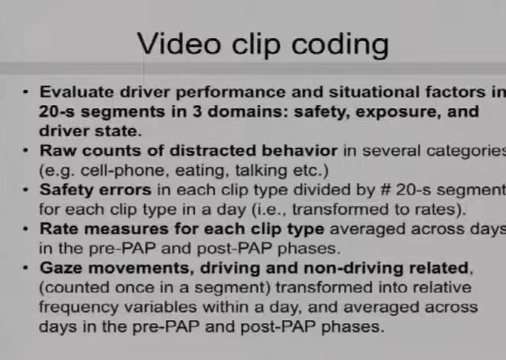 Video clip coding
• Evaluate driver performance and situational factors in
20-s segments in 3 domains: safety, exposure, and
driver state.
• Raw counts of distracted behavior in several categories
(e.g. cell-phone, eating, talking etc.)
• Safety errors in each clip type divided by # 20-s segment
for each clip type in a day (i.e., transformed to rates).
• Rate measures for each clip type averaged across days
in the pre-PAP and post-PAP phases.
• Gaze movements, driving and non-driving related,
(counted once in a segment) transformed into relative
frequency variables within a day, and averaged across
days in the pre-PAP and post-PAP phases.